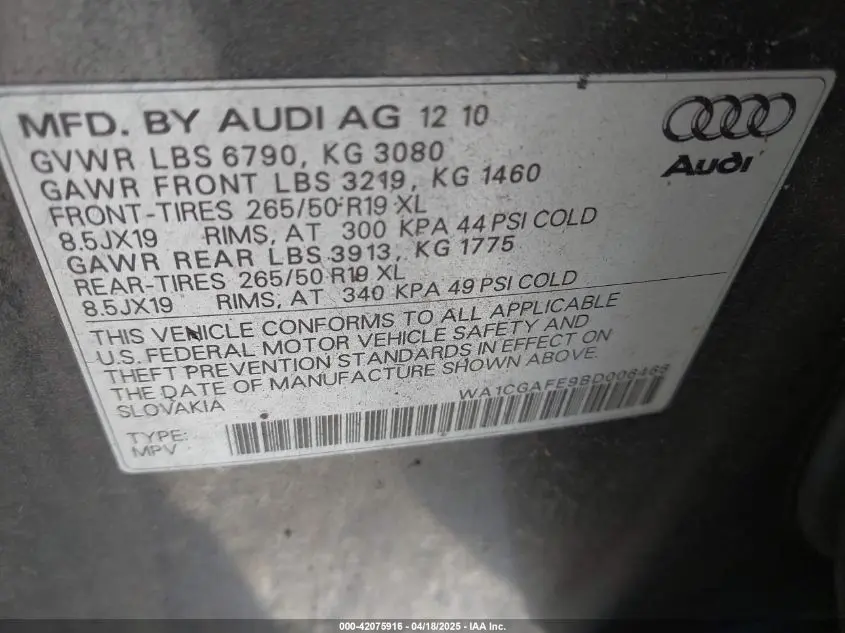 MFD. BY AUDI AG 12 10
GVWR LBS 6790, KG 3080
GAWR FRONT LBS 3219, KG 1460
FRONT-TIRES 265/50 R19 XL
8.5JX19 RIMS, AT 300 KPA 44 PSI COLD
GAWR REAR LBS 3913, KG 1775
REAR-TIRES 265/50 R19 XL
8.5JX19 RIMS, AT 340 KPA 49 PSI COLD
Audi
THIS VEHICLE CONFORMS TO ALL APPLICABLE
U.S. FEDERAL MOTOR VEHICLE SAFETY AND
THEFT PREVENTION STANDARDS IN EFFECT ON
THE DATE OF MANUFACTURE SHOWN ABOVE.
SLOVAKIA
WA1CGAFE9BD006468
TYPE:
MPV
000-42075916 - 04/18/2025 - IAA Inc.